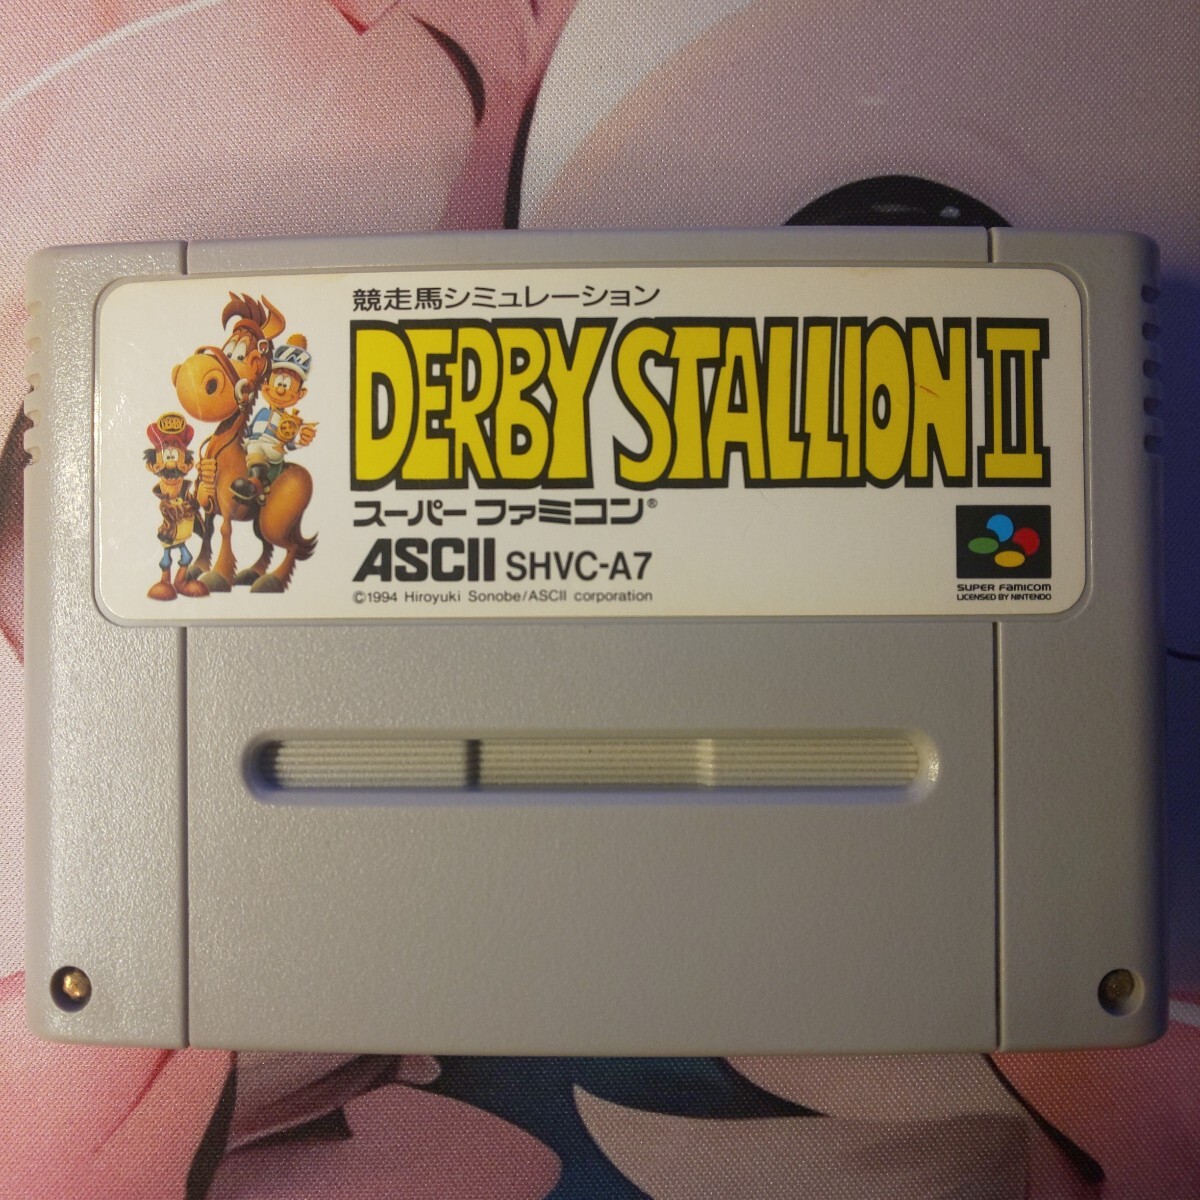 競走馬シミュレーション
DERBY STALLION II
スーパーファミコン®
ASCII SHVC-A7
©1994 Hiroyuki Sonobe/ASCII corporation
SUPER FAMICOM
LICENSED BY NINTENDO
DERBY